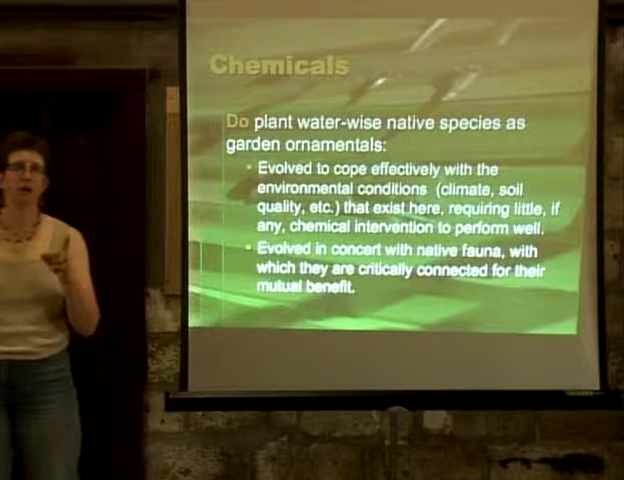 Chemicals
Do plant water-wise native species as
garden ornamentals:
Evolved to cope effectively with the
environmental conditions (climate, soil
quality, etc.) that exist here, requiring little, if
any, chemical intervention to perform well.
Evolved in concert with native fauna, with
which they are critically connected for their
mutual benefit.